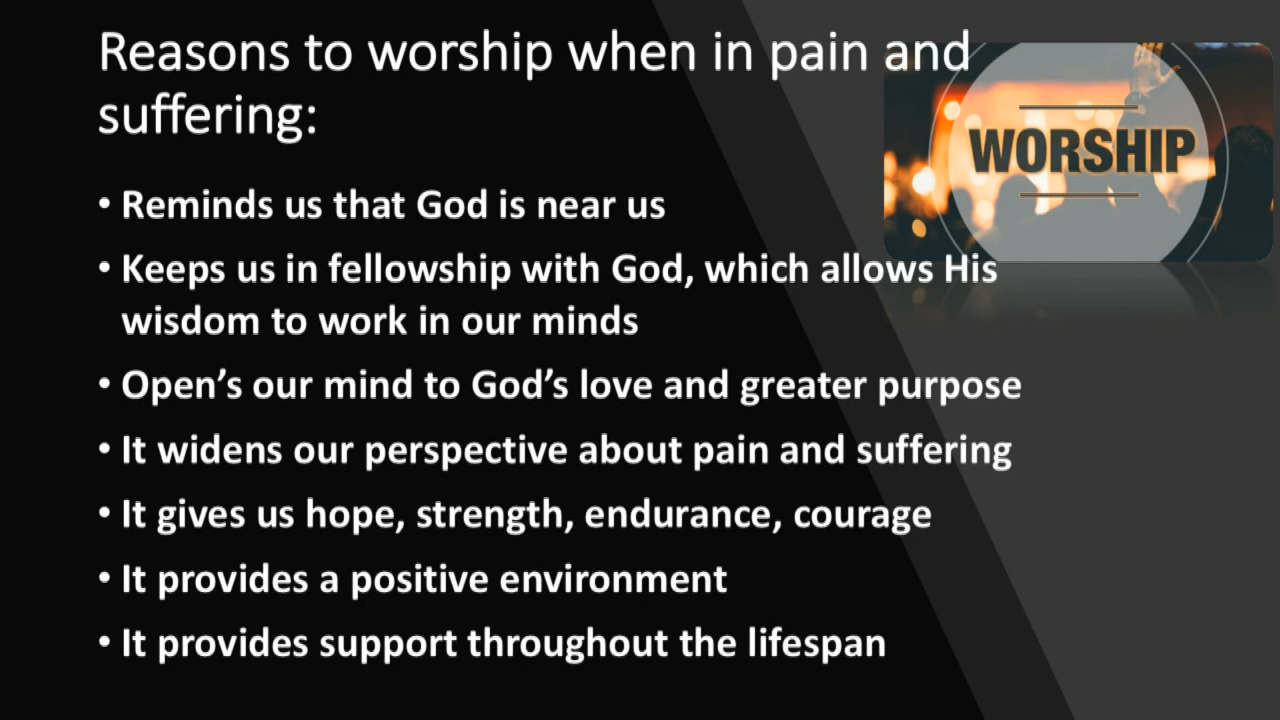 Reasons to worship when in pain and
suffering:
WORSHIP
• Reminds us that God is near us
• Keeps us in fellowship with God, which allows His
wisdom to work in our minds
• Open’s our mind to God’s love and greater purpose
• It widens our perspective about pain and suffering
• It gives us hope, strength, endurance, courage
• It provides a positive environment
• It provides support throughout the lifespan